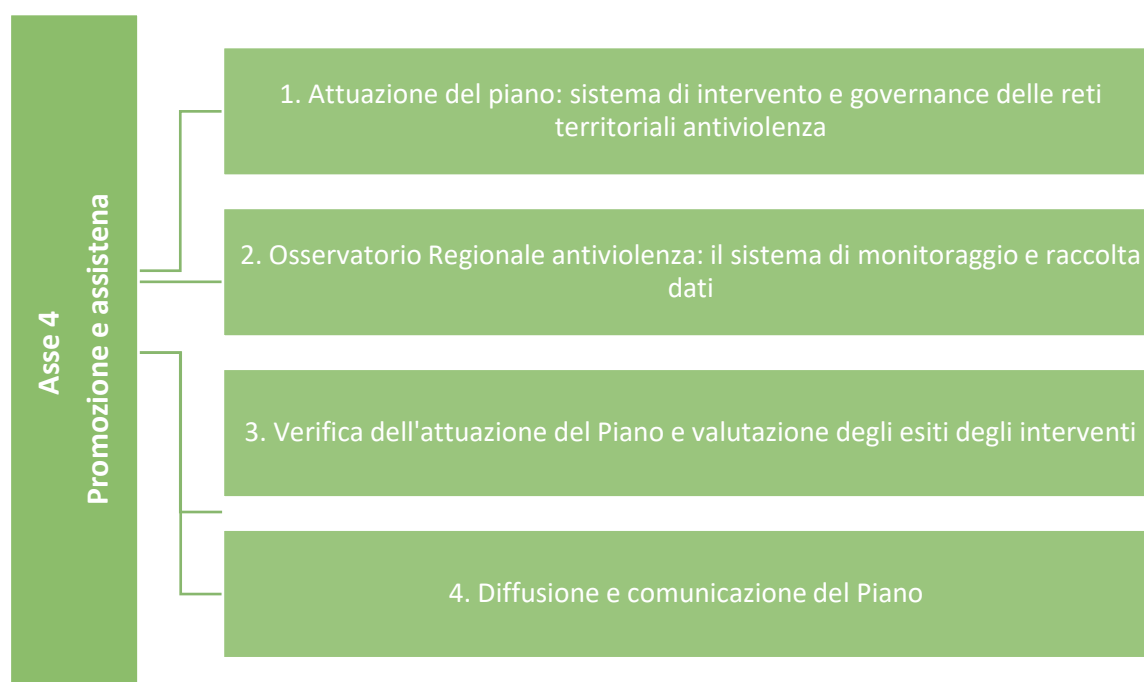 Asse 4
Promozione e assistena
1. Attuazione del piano: sistema di intervento e governance delle reti
territoriali antiviolenza
2. Osservatorio Regionale antiviolenza: il sistema di monitoraggio e raccolta
dati
3. Verifica dell'attuazione del Piano e valutazione degli esiti degli interventi
4. Diffusione e comunicazione del Piano